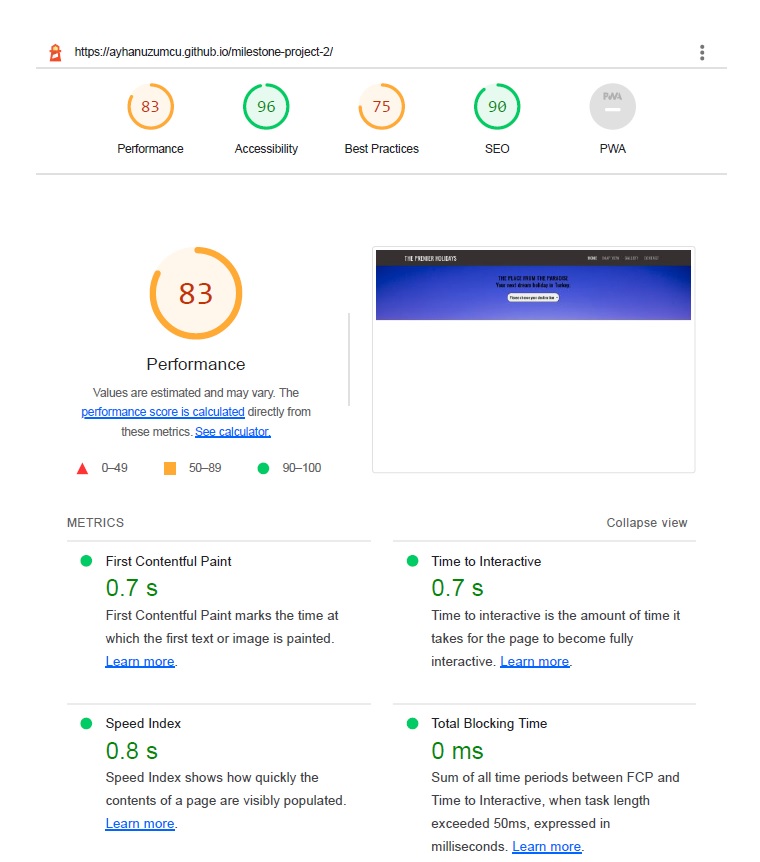 https://ayhanuzumcu.github.io/milestone-project-2/
83
96
75
90
PWA
Performance
Accessibility
Best Practices
SEO
PWA
83
Performance
Values are estimated and may vary. The
performance score is calculated directly from
these metrics. See calculator.
0–49
50–89
90–100
THE PREMIER HOLIDAYS
HOME
GALLERY
CONTACT
THE PLACE FROM THE PARADISE
Your next dream holiday in Turkey
METRICS
Collapse view
First Contentful Paint
0.7 s
First Contentful Paint marks the time at
which the first text or image is painted.
Learn more.
Time to Interactive
0.7 s
Time to interactive is the amount of time it
takes for the page to become fully
interactive. Learn more.
Speed Index
0.8 s
Speed Index shows how quickly the
contents of a page are visibly populated.
Learn more.
Total Blocking Time
0 ms
Sum of all time periods between FCP and
Time to Interactive, when task length
exceeded 50ms, expressed in
milliseconds. Learn more.